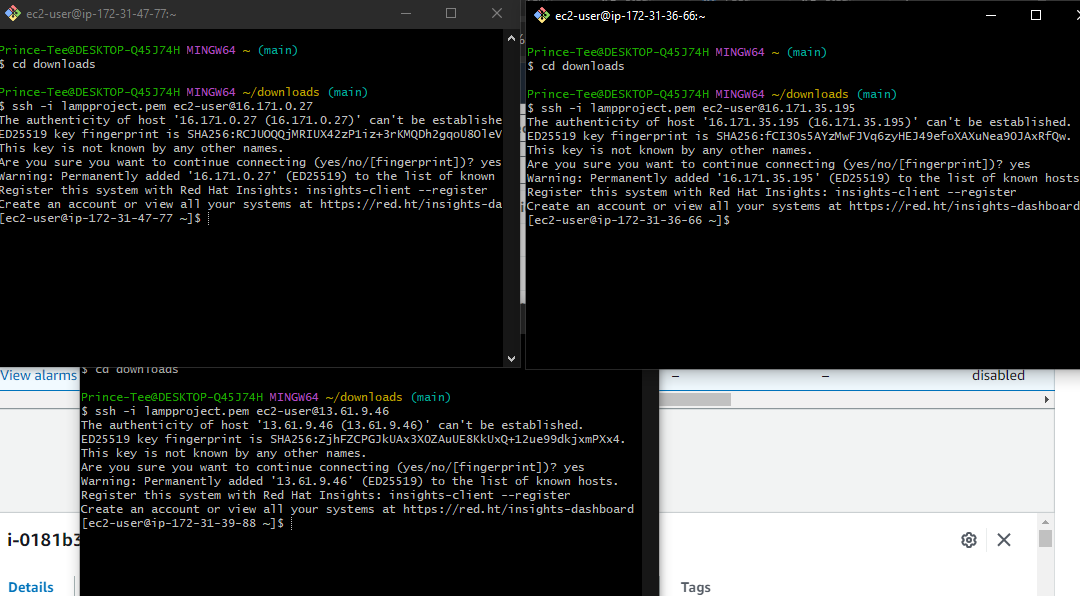 ec2-user@ip-172-31-47-77:~
Prince-Tee@DESKTOP-Q45J74H MINGW64 ~ (main)
$ cd downloads
Prince-Tee@DESKTOP-Q45J74H MINGW64 ~/downloads (main)
$ ssh -i lampproject.pem ec2-user@16.171.0.27
The authenticity of host '16.171.0.27 (16.171.0.27)' can't be establishe
ED25519 key fingerprint is SHA256:RCJUOQQjMRIUX42zP1iz+3rKMQDh2gqoU8OleV
This key is not known by any other names.
Are you sure you want to continue connecting (yes/no/[fingerprint])? yes
Warning: Permanently added '16.171.0.27' (ED25519) to the list of known
Register this system with Red Hat Insights: insights-client --register
Create an account or view all your systems at https://red.ht/insights-da
[ec2-user@ip-172-31-47-77 ~]$
ec2-user@ip-172-31-36-66:~
Prince-Tee@DESKTOP-Q45J74H MINGW64 ~ (main)
$ cd downloads
Prince-Tee@DESKTOP-Q45J74H MINGW64 ~/downloads (main)
$ ssh -i lampproject.pem ec2-user@16.171.35.195
The authenticity of host '16.171.35.195 (16.171.35.195)' can't be established.
ED25519 key fingerprint is SHA256:fCI3Os5AYzMwFJVq6zyHEJ49efoXAXuNea9OJAxRfQw.
This key is not known by any other names.
Are you sure you want to continue connecting (yes/no/[fingerprint])? yes
Warning: Permanently added '16.171.35.195' (ED25519) to the list of known hosts
Register this system with Red Hat Insights: insights-client --register
Create an account or view all your systems at https://red.ht/insights-dashboard
[ec2-user@ip-172-31-36-66 ~]$
View alarms
– – disabled
$ cd downloads
Prince-Tee@DESKTOP-Q45J74H MINGW64 ~/downloads (main)
$ ssh -i lampproject.pem ec2-user@13.61.9.46
The authenticity of host '13.61.9.46 (13.61.9.46)' can't be established.
ED25519 key fingerprint is SHA256:ZjhFZCPGJkUAx3XOZAuUE8KkUxQ+12ue99dkjxmPXx4.
This key is not known by any other names.
Are you sure you want to continue connecting (yes/no/[fingerprint])? yes
Warning: Permanently added '13.61.9.46' (ED25519) to the list of known hosts.
Register this system with Red Hat Insights: insights-client --register
Create an account or view all your systems at https://red.ht/insights-dashboard
[ec2-user@ip-172-31-39-88 ~]$
i-0181b3
Details
Tags